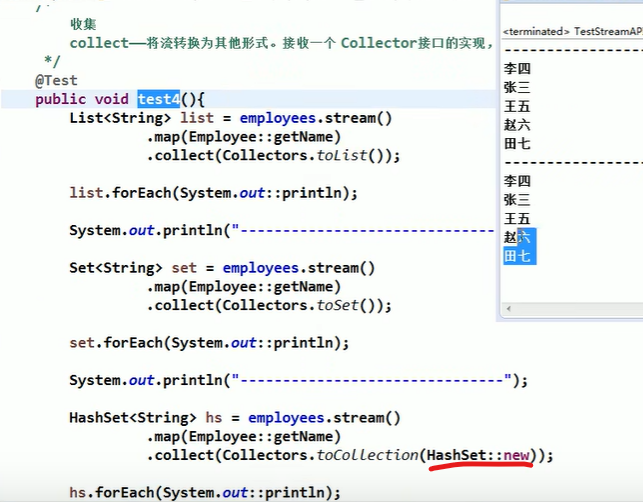 /*
收集
collect——将流转换为其他形式。接收一个 Collector接口的实现，
*/
@Test
public void test4(){
List<String> list = employees.stream()
.map(Employee::getName)
.collect(Collectors.toList());
list.forEach(System.out::println);
System.out.println("------------------------------
Set<String> set = employees.stream()
.map(Employee::getName)
.collect(Collectors.toSet());
set.forEach(System.out::println);
System.out.println("-------------------------------");
HashSet<String> hs = employees.stream()
.map(Employee::getName)
.collect(Collectors.toCollection(HashSet::new));
hs.forEach(System.out::println);
<terminated> TestStreamAP
------------------
李四
张三
王五
赵六
田七
------------------
李四
张三
王五
赵六
田七